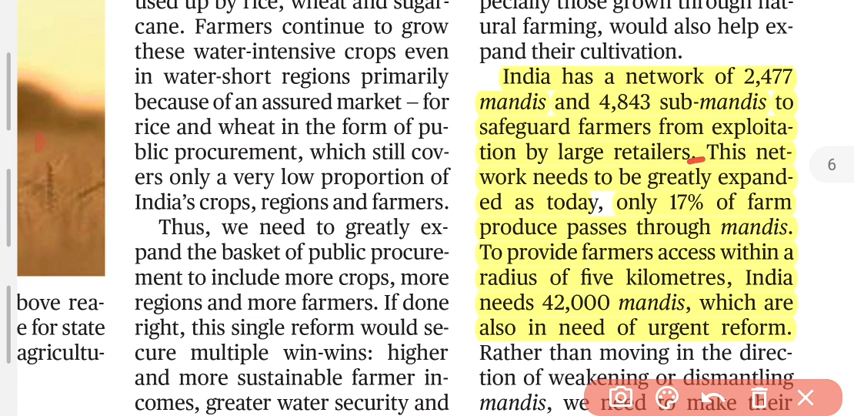 bove rea-
e for state
agricultu-
used up by rice, wheat and sugar-
cane. Farmers continue to grow
these water-intensive crops even
in water-short regions primarily
because of an assured market – for
rice and wheat in the form of pu-
blic procurement, which still cov-
ers only a very low proportion of
India's crops, regions and farmers.
Thus, we need to greatly ex-
pand the basket of public procure-
ment to include more crops, more
regions and more farmers. If done
right, this single reform would se-
cure multiple win-wins: higher
and more sustainable farmer in-
comes, greater water security and
pecially those grown through nat-
ural farming, would also help ex-
pand their cultivation.
India has a network of 2,477
mandis and 4,843 sub-mandis to
safeguard farmers from exploita-
tion by large retailers. This net-
work needs to be greatly expand-
ed as today, only 17% of farm
produce passes through mandis.
To provide farmers access within a
radius of five kilometres, India
needs 42,000 mandis, which are
also in need of urgent reform.
Rather than moving in the direc-
tion of weakening or dismantling
mandis, we need to make their
6